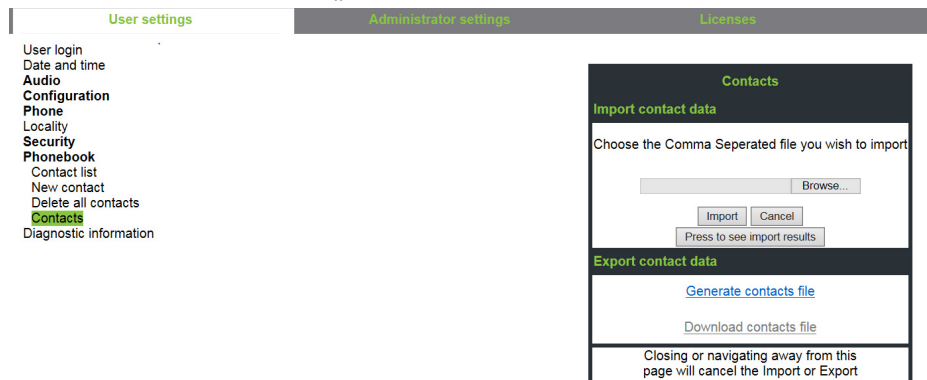 User settings
Administrator settings
Licenses
User login
Date and time
Audio
Configuration
Phone
Locality
Security
Phonebook
Contact list
New contact
Delete all contacts
Contacts
Diagnostic information
Contacts
Import contact data
Choose the Comma Seperated file you wish to import
Browse...
Import
Cancel
Press to see import results
Export contact data
Generate contacts file
Download contacts file
Closing or navigating away from this
page will cancel the Import or Export